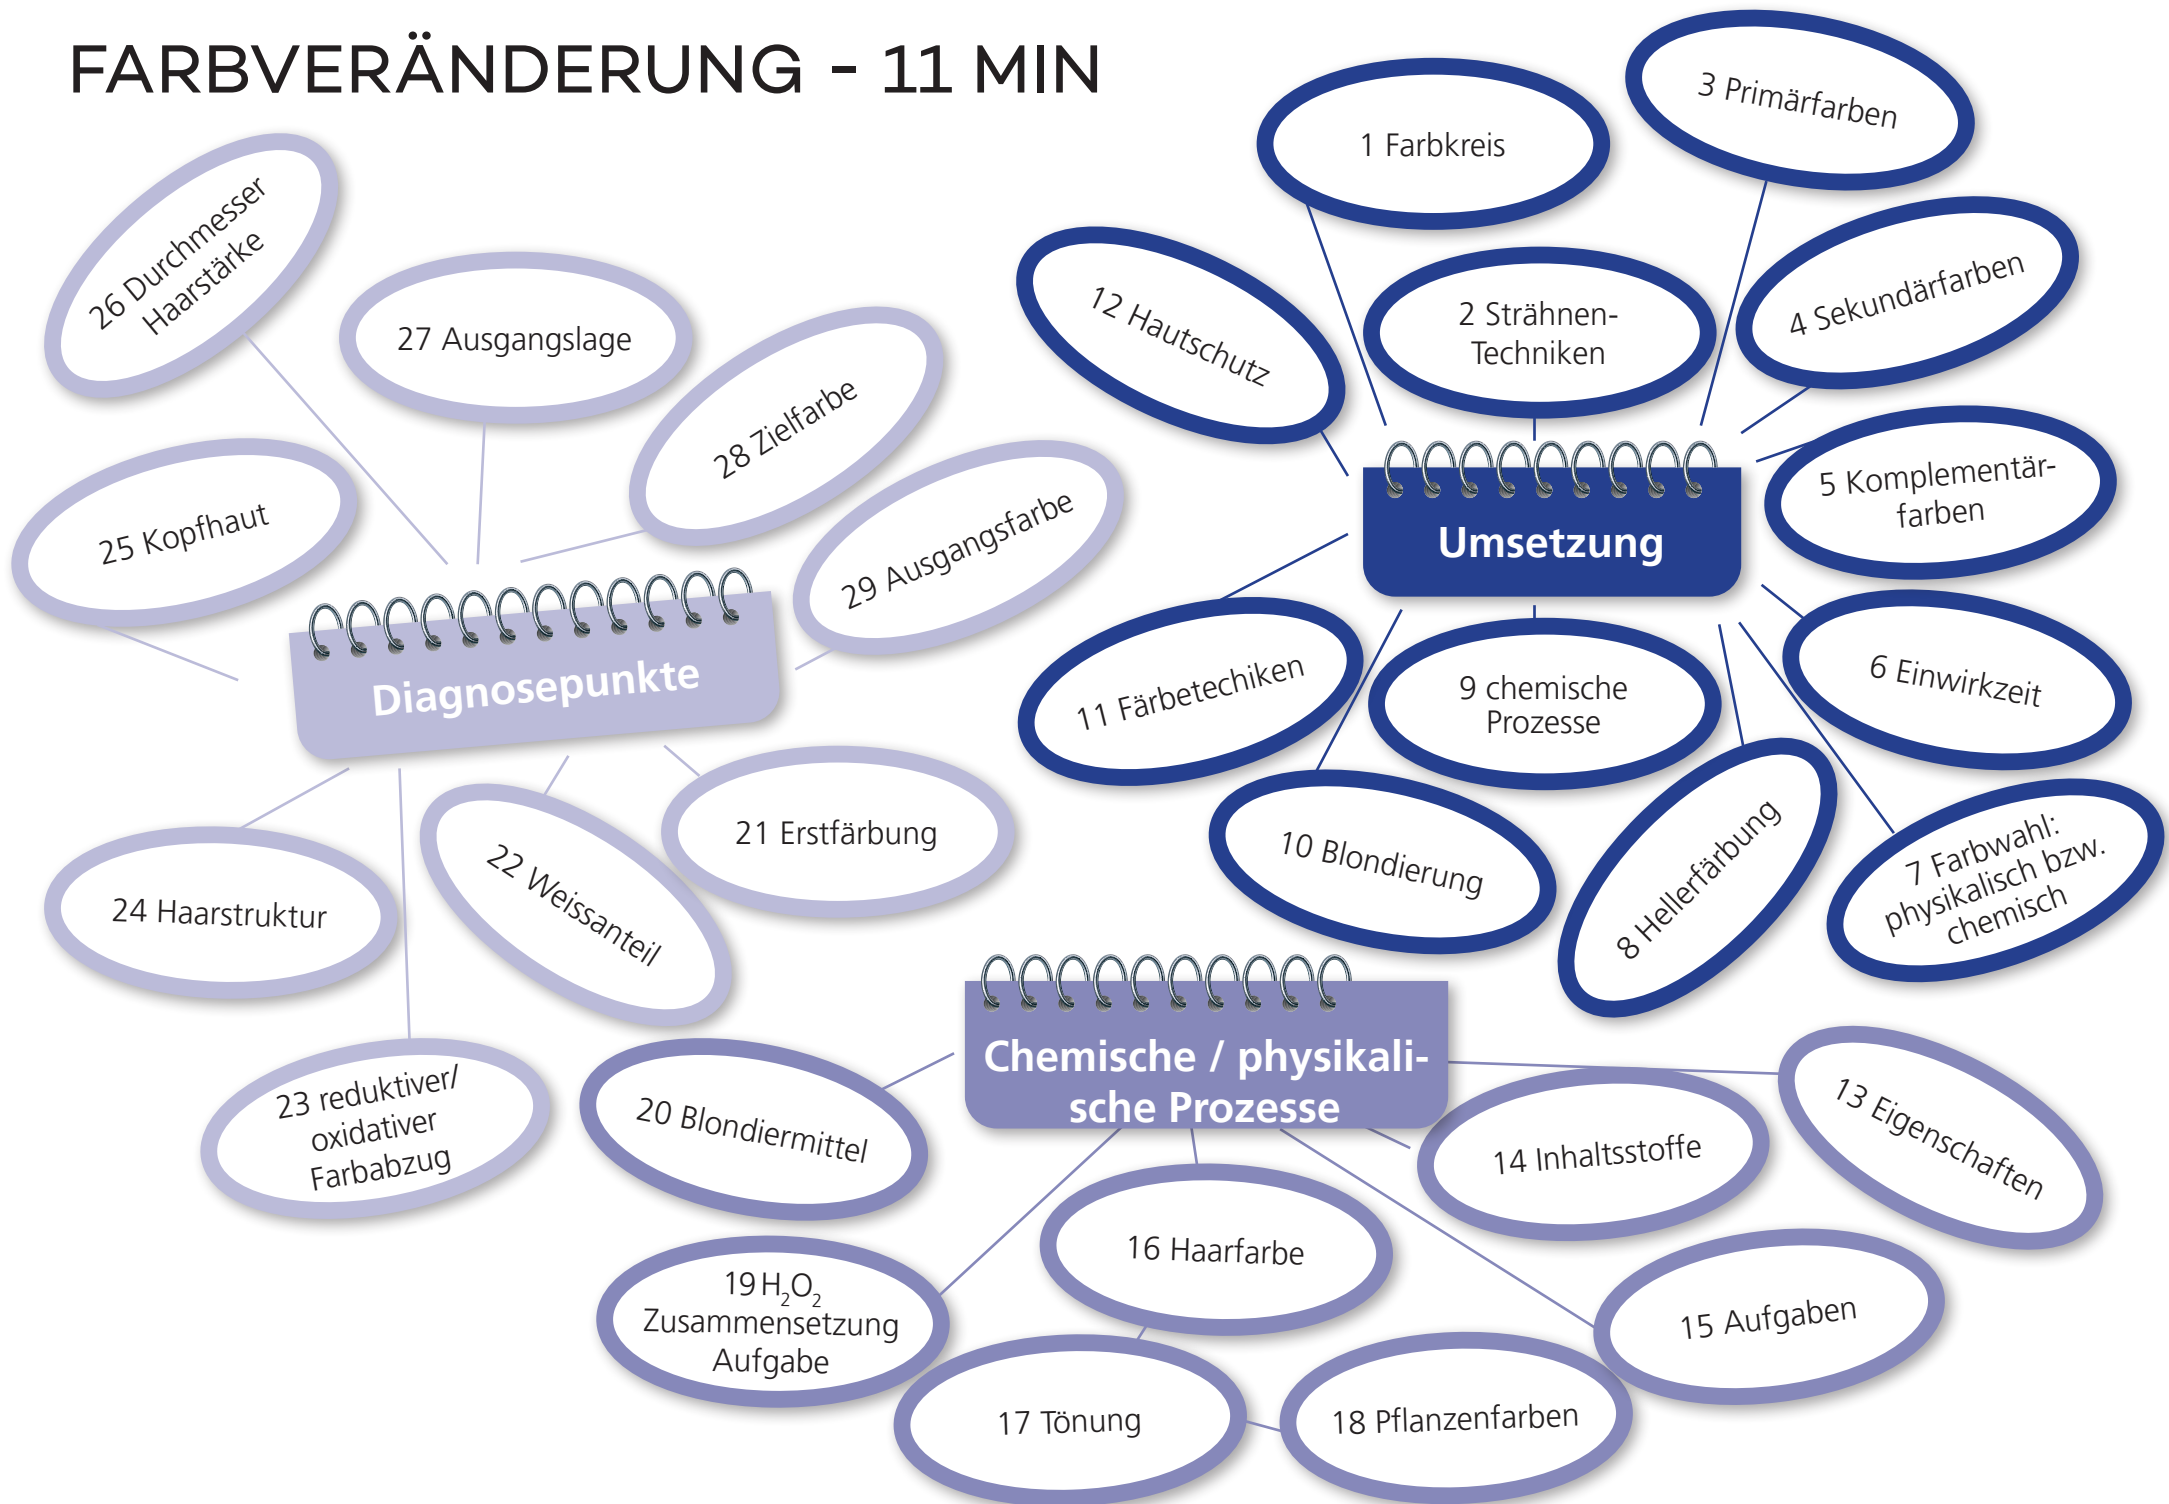 FARBVERÄNDERUNG - 11 MIN
26 Durchmesser
Haarstärke
27 Ausgangslage
28 Zielfarbe
29 Ausgangsfarbe
25 Kopfhaut
Diagnosepunkte
24 Haarstruktur
22 Weissanteil
21 Erstfärbung
23 reduktiver/
oxidativer
Farbabzug
1 Farbkreis
3 Primärfarben
12 Hautschutz
2 Strähnen-
Techniken
4 Sekundärfarben
Umsetzung
5 Komplementär-
farben
11 Färbetechiken
9 chemische
Prozesse
6 Einwirkzeit
10 Blondierung
8 Hellerfärbung
7 Farbwahl:
physikalisch bzw.
chemisch
Chemische / physikali-
sche Prozesse
20 Blondiermittel
14 Inhaltsstoffe
13 Eigenschaften
16 Haarfarbe
19 H₂O₂
Zusammensetzung
Aufgabe
15 Aufgaben
17 Tönung
18 Pflanzenfarben